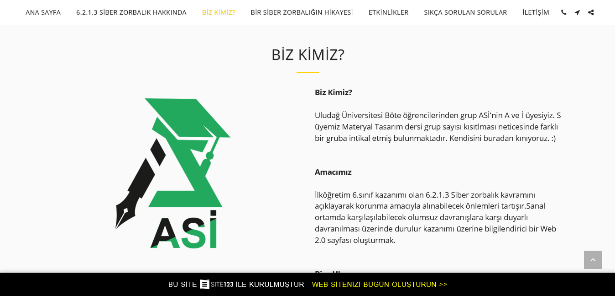 ANA SAYFA
6.2.1.3 SİBER ZORBALIK HAKKINDA
BİZ KİMİZ?
BİR SİBER ZORBALIĞIN HİKAYESİ
ETKİNLİKLER
SIKÇA SORULAN SORULAR
İLETİŞİM
BİZ KİMİZ?
ASİ
Biz Kimiz?
Uludağ Üniversitesi Böte öğrencilerinden grup ASİ'nin A ve İ üyesiyiz. S
üyemiz Materyal Tasarım dersi grup sayısı kısıtlması neticesinde farklı
bir gruba intikal etmiş bulunmaktadır. Kendisini buradan kınıyoruz. :)
Amacımız
İlköğretim 6.sınıf kazanımı olan 6.2.1.3 Siber zorbalık kavramını
açıklayarak korunma amacıyla alınabilecek önlemleri tartışır.Sanal
ortamda karşılaşılabilecek olumsuz davranışlara karşı duyarlı
davranılması üzerinde durulur kazanımı üzerine bilgilendirici bir Web
2.0 sayfası oluşturmak.
BU SİTE SITE123 İLE KURULMUŞTUR WEB SİTENİZİ BUGÜN OLUŞTURUN >>